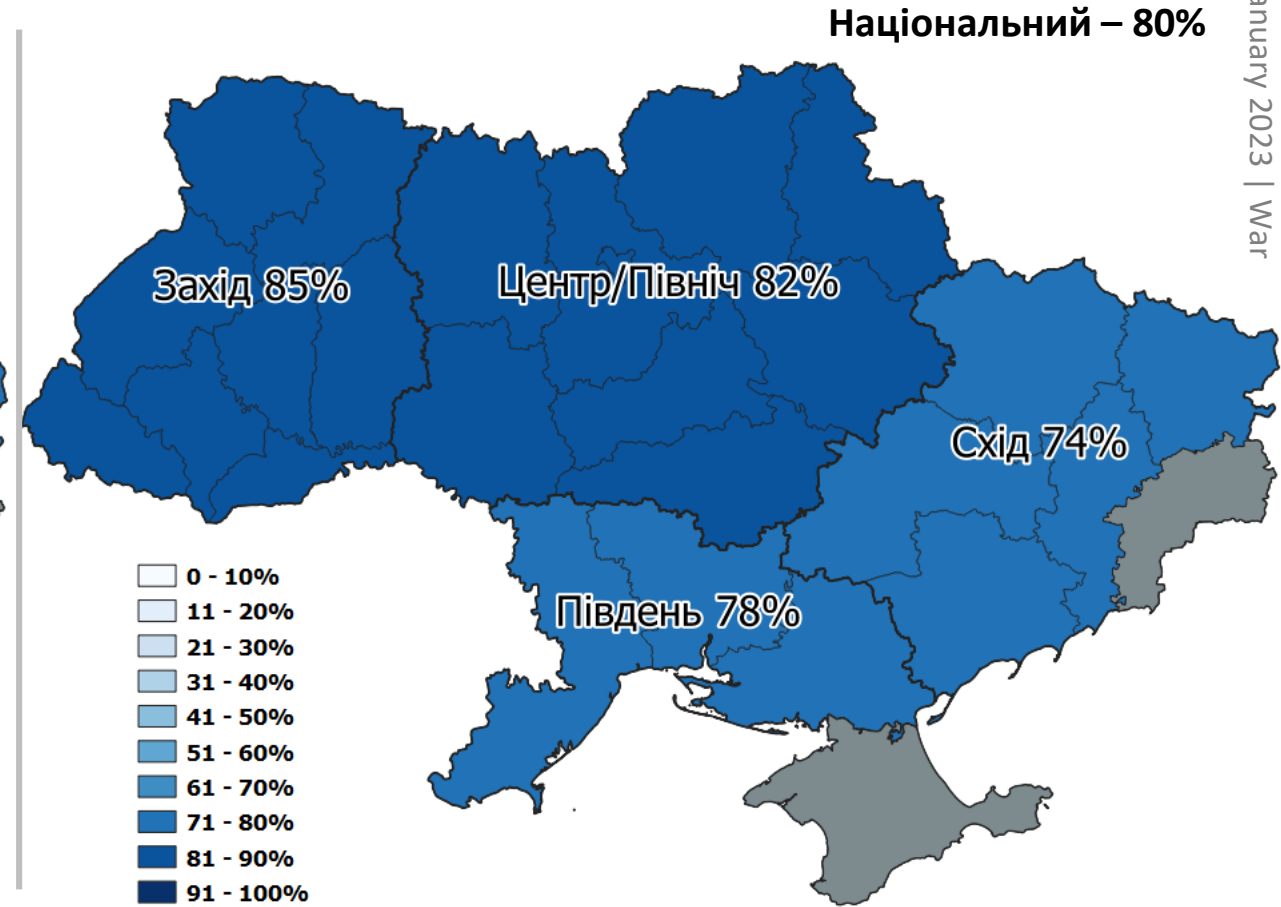 Національний – 80%
anuary 2023 | War
Захід 85%
Центр/Північ 82%
Схід 74%
Південь 78%
0 - 10%
11 - 20%
21 - 30%
31 - 40%
41 - 50%
51 - 60%
61 - 70%
71 - 80%
81 - 90%
91 - 100%